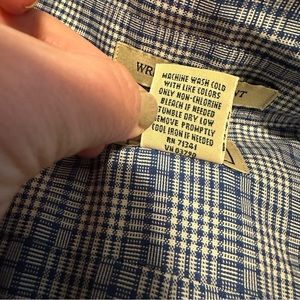 WR
MACHINE WASH COLD
WITH LIKE COLORS
ONLY NON-CHLORINE
BLEACH IF NEEDED
TUMBLE DRY LOW
REMOVE PROMPTLY
COOL IRON IF NEEDED
RN 71341